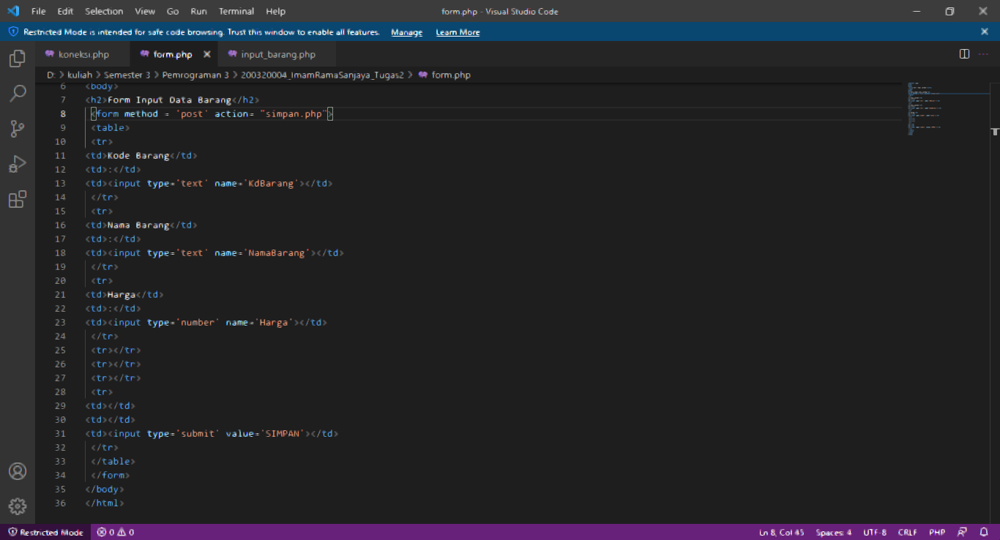 File Edit Selection View Go Run Terminal Help form.php - Visual Studio Code
Restricted Mode is intended for safe code browsing. Trust this window to enable all features. Manage Learn More
koneksi.php form.php input_barang.php
D: > kuliah > Semester 3 > Pemrograman 3 > 200320004_ImamRamaSanjaya_Tugas2 > form.php
6 <body>
7 <h2>Form Input Data Barang</h2>
8 <form method = 'post' action= "simpan.php">
9 <table>
10 <tr>
11 <td>Kode Barang</td>
12 <td>:</td>
13 <td><input type='text' name='KdBarang'></td>
14 </tr>
15 <tr>
16 <td>Nama Barang</td>
17 <td>:</td>
18 <td><input type='text' name='NamaBarang'></td>
19 </tr>
20 <tr>
21 <td>Harga</td>
22 <td>:</td>
23 <td><input type='number' name='Harga'></td>
24 </tr>
25 <tr></tr>
26 <tr></tr>
27 <tr></tr>
28 <tr>
29 <td></td>
30 <td></td>
31 <td><input type='submit' value='SIMPAN'></td>
32 </tr>
33 </table>
34 </form>
35 </body>
36 </html>
Restricted Mode 0 0 Ln 8, Col 45 Spaces: 4 UTF-8 CRLF PHP